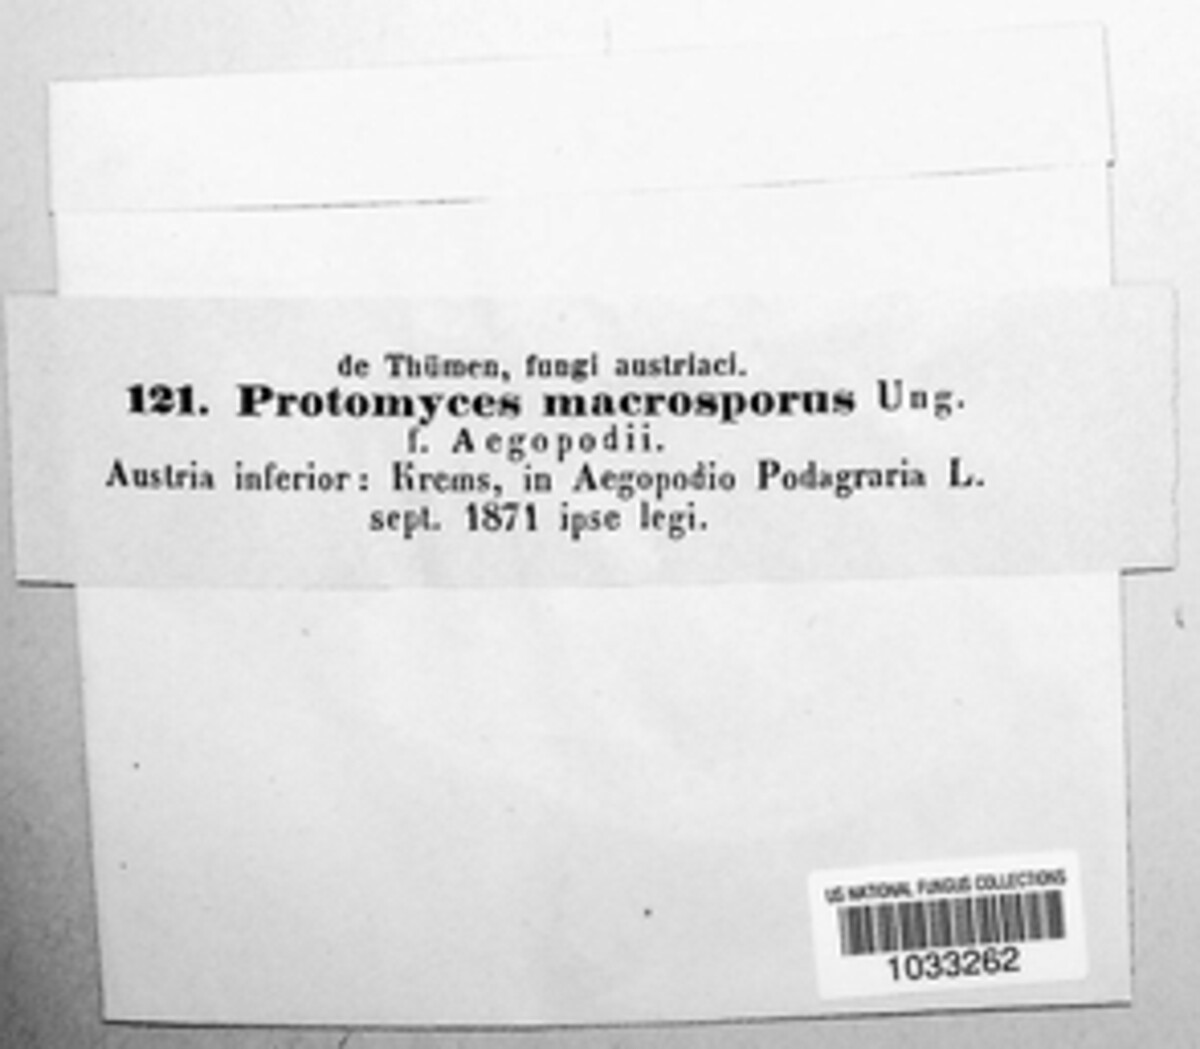 de Thümen, fungi austriaci.
121. Protomyces macrosporus Ung.
f. Aegopodii.
Austria inferior: Krems, in Aegopodio Podagraria L.
sept. 1871 ipse legi.
US NATIONAL FUNGUS COLLECTIONS
1033262